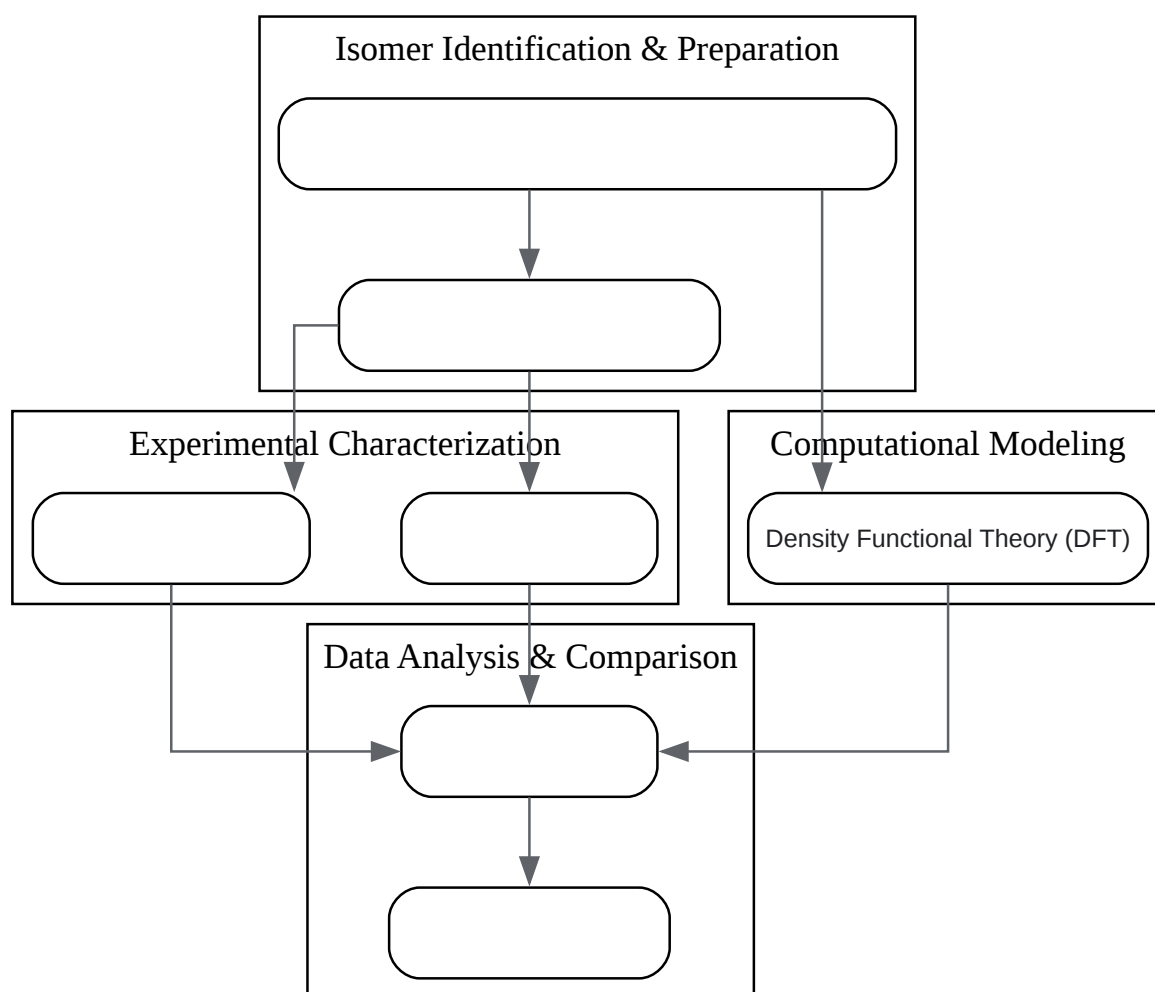 Isomer Identification & Preparation
Experimental Characterization
Computational Modeling
Density Functional Theory (DFT)
Data Analysis & Comparison